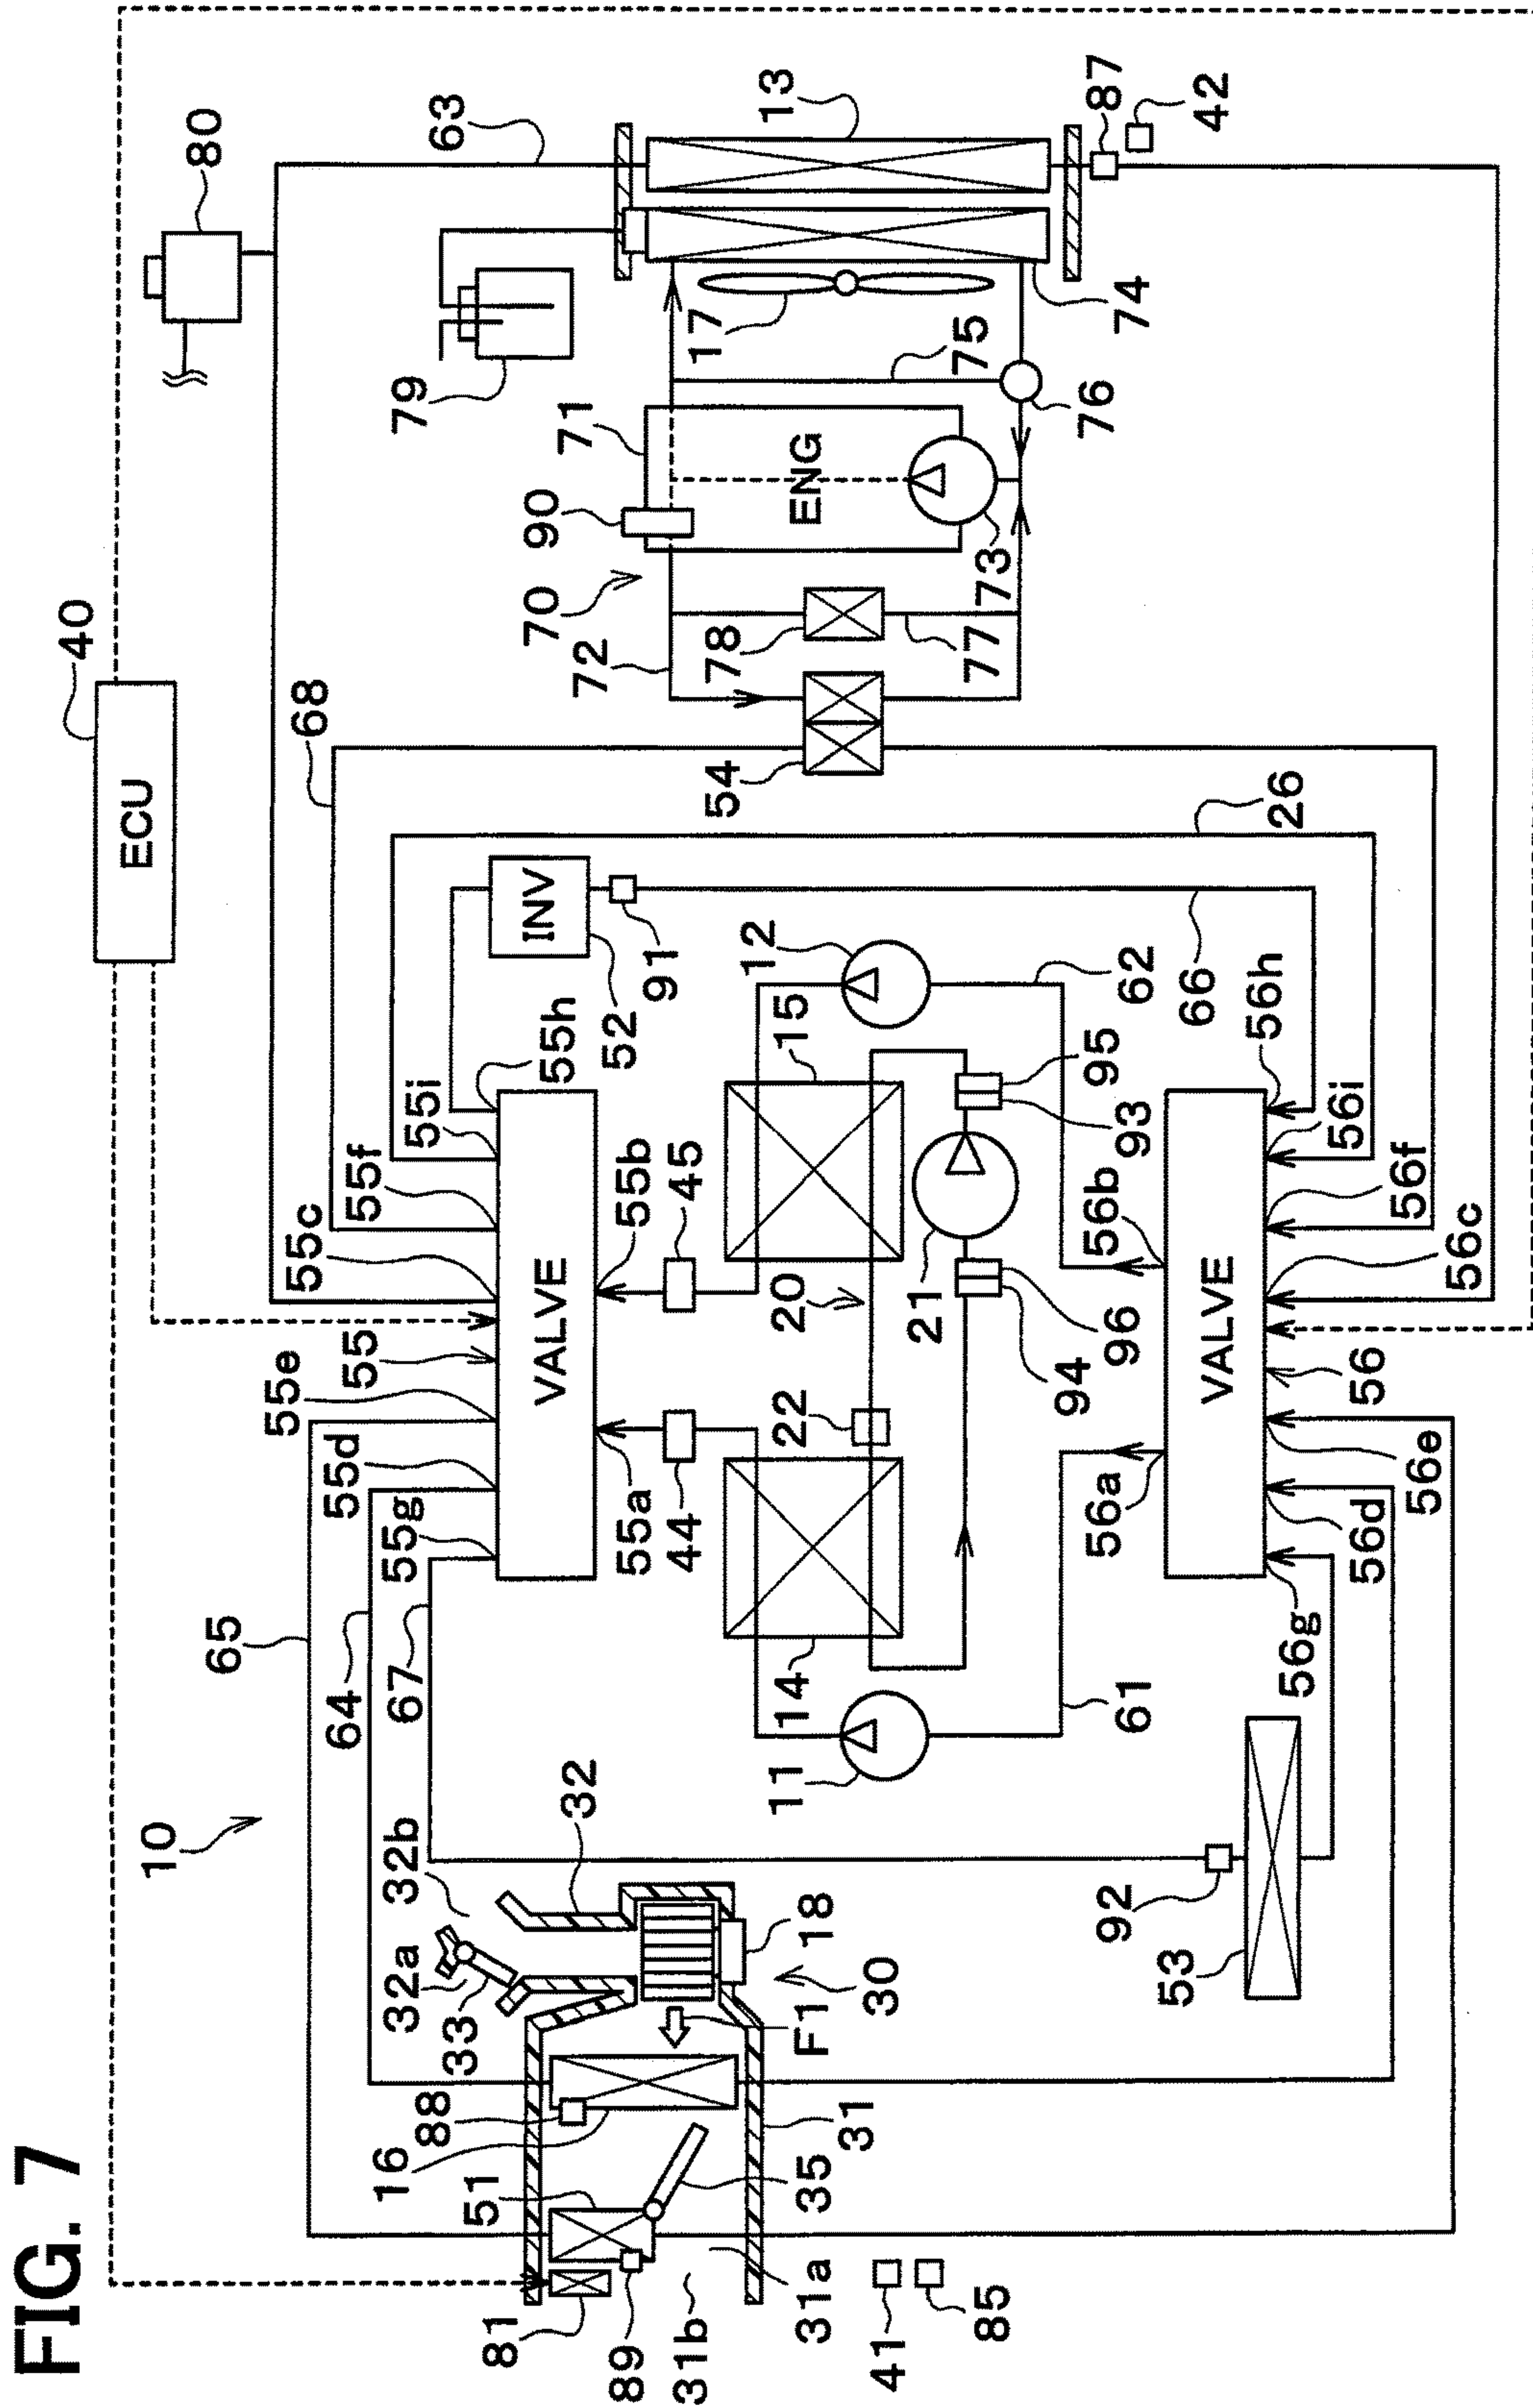 FIG. 7
10
40
ECU
80
63
13
87
42
79
17
74
75
76
71
ENG
90
70
72
73
77
78
54
68
26
INV
91
52
66
62
12
15
55h
55i
55f
55c
55
55e
55d
55g
65
64
67
VALVE
55b
45
55a
44
20
22
21
95
93
96
94
14
11
61
56b
56a
VALVE
56h
56i
56f
56c
56
56e
56d
56g
32
32b
32a
33
18
30
F1
92
53
88
16
51
35
31
31a
31b
81
89
41
85